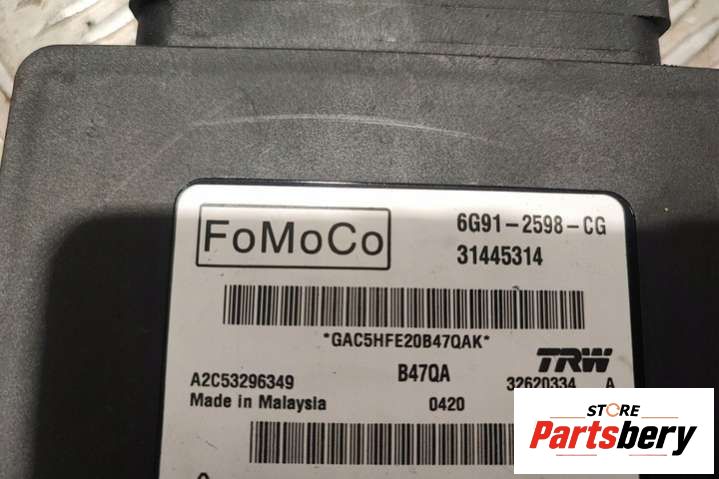 FoMoCo
6G91-2598-CG
31445314
*GAC5HFE20B47QAK*
TRW
A2C53296349
B47QA
32620334 A
Made in Malaysia
0420
STORE
Partsbery